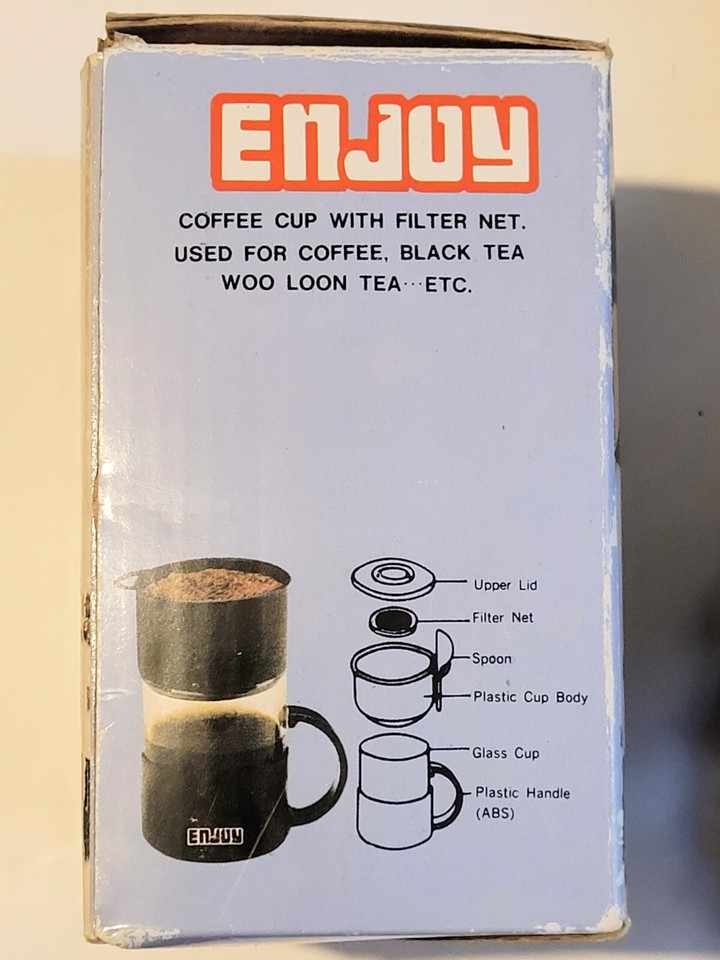 ENJOY
COFFEE CUP WITH FILTER NET.
USED FOR COFFEE, BLACK TEA
WOO LOON TEA···ETC.
Upper Lid
Filter Net
Spoon
Plastic Cup Body
Glass Cup
Plastic Handle
(ABS)
ENJOY